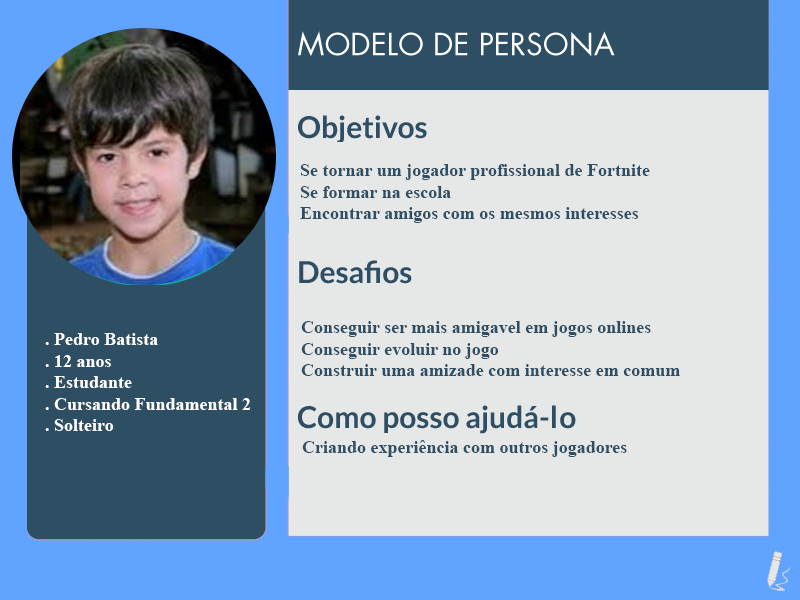 MODELO DE PERSONA
Objetivos
Se tornar um jogador profissional de Fortnite
Se formar na escola
Encontrar amigos com os mesmos interesses
Desafios
Conseguir ser mais amigavel em jogos onlines
Conseguir evoluir no jogo
Construir uma amizade com interesse em comum
Como posso ajudá-lo
Criando experiência com outros jogadores
. Pedro Batista
. 12 anos
. Estudante
. Cursando Fundamental 2
. Solteiro